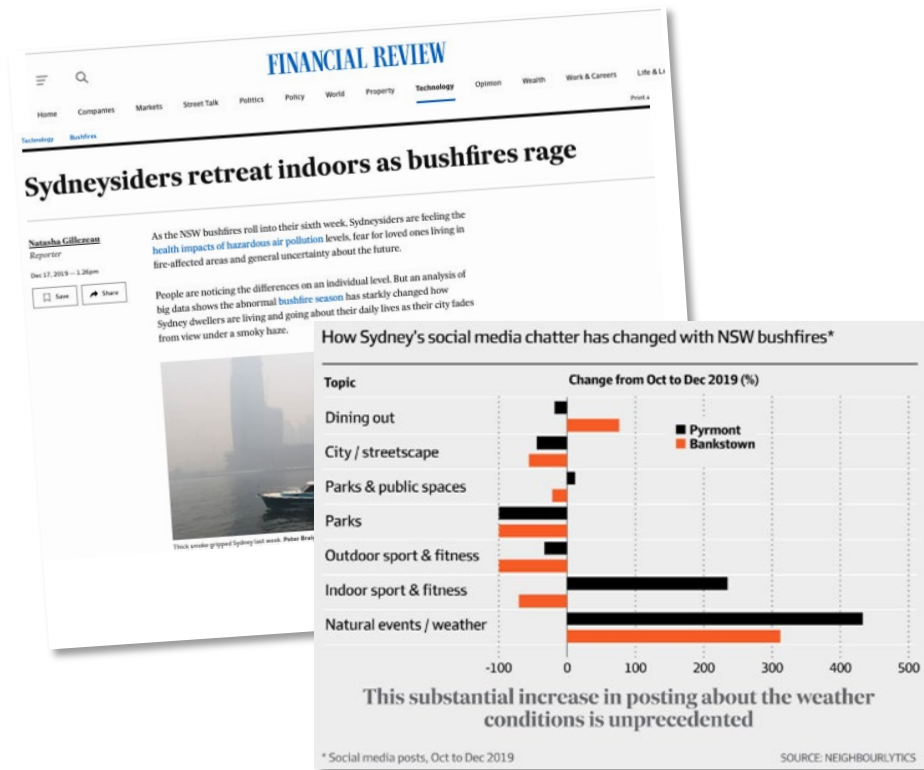 FINANCIAL REVIEW
Home Companies Markets Street Talk Politics Policy World Property Technology Opinion Wealth Work & Careers Life & L
Print a
Technology Bushfires
Sydneysiders retreat indoors as bushfires rage
Natasha Gillezeau
Reporter
Dec 17, 2019 — 1.26pm
Save Share
As the NSW bushfires roll into their sixth week, Sydneysiders are feeling the
health impacts of hazardous air pollution levels, fear for loved ones living in
fire-affected areas and general uncertainty about the future.
People are noticing the differences on an individual level. But an analysis of
big data shows the abnormal bushfire season has starkly changed how
Sydney dwellers are living and going about their daily lives as their city fades
from view under a smoky haze.
Thick smoke gripped Sydney last week. Peter
How Sydney's social media chatter has changed with NSW bushfires*
Topic Change from Oct to Dec 2019 (%)
Dining out
Pyrmont
Bankstown
City / streetscape
Parks & public spaces
Parks
Outdoor sport & fitness
Indoor sport & fitness
Natural events / weather
-100 0 100 200 300 400 500
This substantial increase in posting about the weather
conditions is unprecedented
* Social media posts, Oct to Dec 2019 SOURCE: NEIGHBOURLYTICS